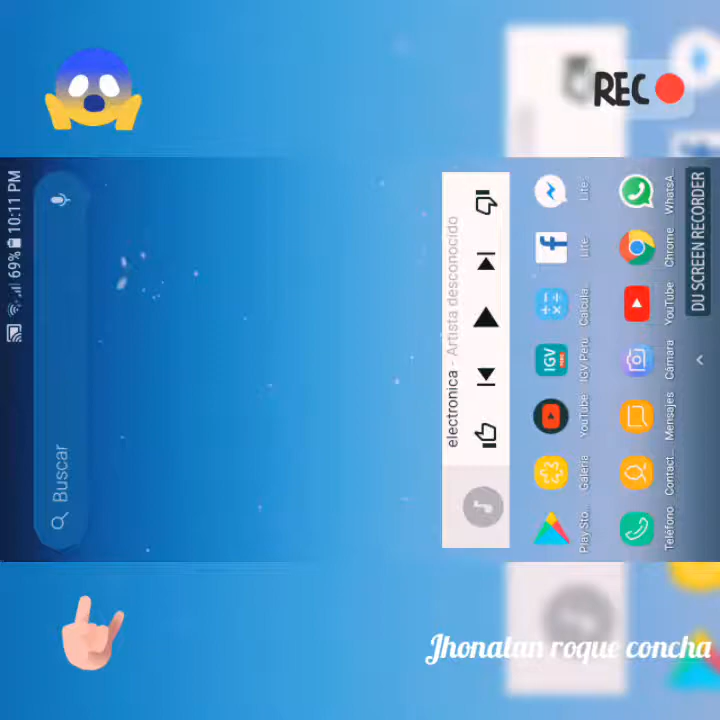 REC
10:11 PM
69%
Buscar
electronica - Artista desconocido
Play Sto...
Galería
YouTube
IGV Peru
IGV
Calcula...
Lite
Lite
Teléfono
Contact...
Mensajes
Cámara
YouTube
Chrome
WhatsA...
DU SCREEN RECORDER
Jhonatan roque concha